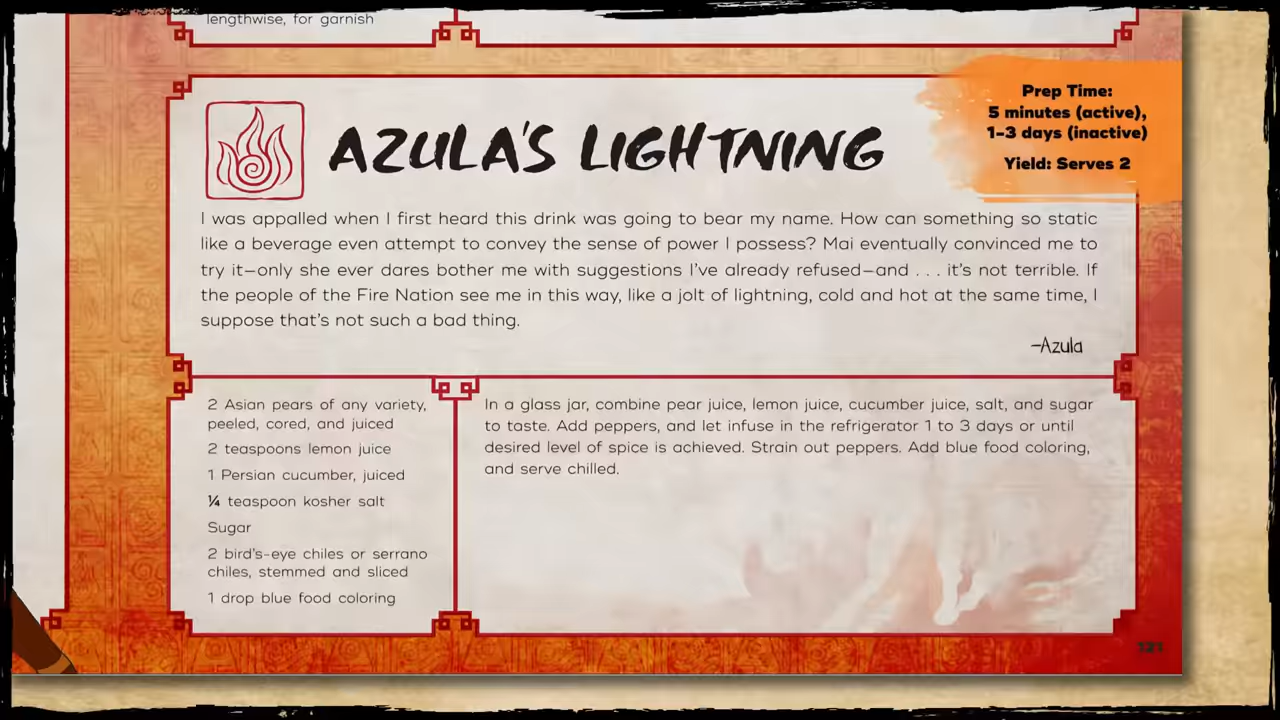 lengthwise, for garnish
AZULA'S LIGHTNING
Prep Time:
5 minutes (active),
1–3 days (inactive)
Yield: Serves 2
I was appalled when I first heard this drink was going to bear my name. How can something so static
like a beverage even attempt to convey the sense of power I possess? Mai eventually convinced me to
try it—only she ever dares bother me with suggestions I've already refused—and . . . it's not terrible. If
the people of the Fire Nation see me in this way, like a jolt of lightning, cold and hot at the same time, I
suppose that's not such a bad thing.
–Azula
2 Asian pears of any variety,
peeled, cored, and juiced
2 teaspoons lemon juice
1 Persian cucumber, juiced
¼ teaspoon kosher salt
Sugar
2 bird's-eye chiles or serrano
chiles, stemmed and sliced
1 drop blue food coloring
In a glass jar, combine pear juice, lemon juice, cucumber juice, salt, and sugar
to taste. Add peppers, and let infuse in the refrigerator 1 to 3 days or until
desired level of spice is achieved. Strain out peppers. Add blue food coloring,
and serve chilled.
121